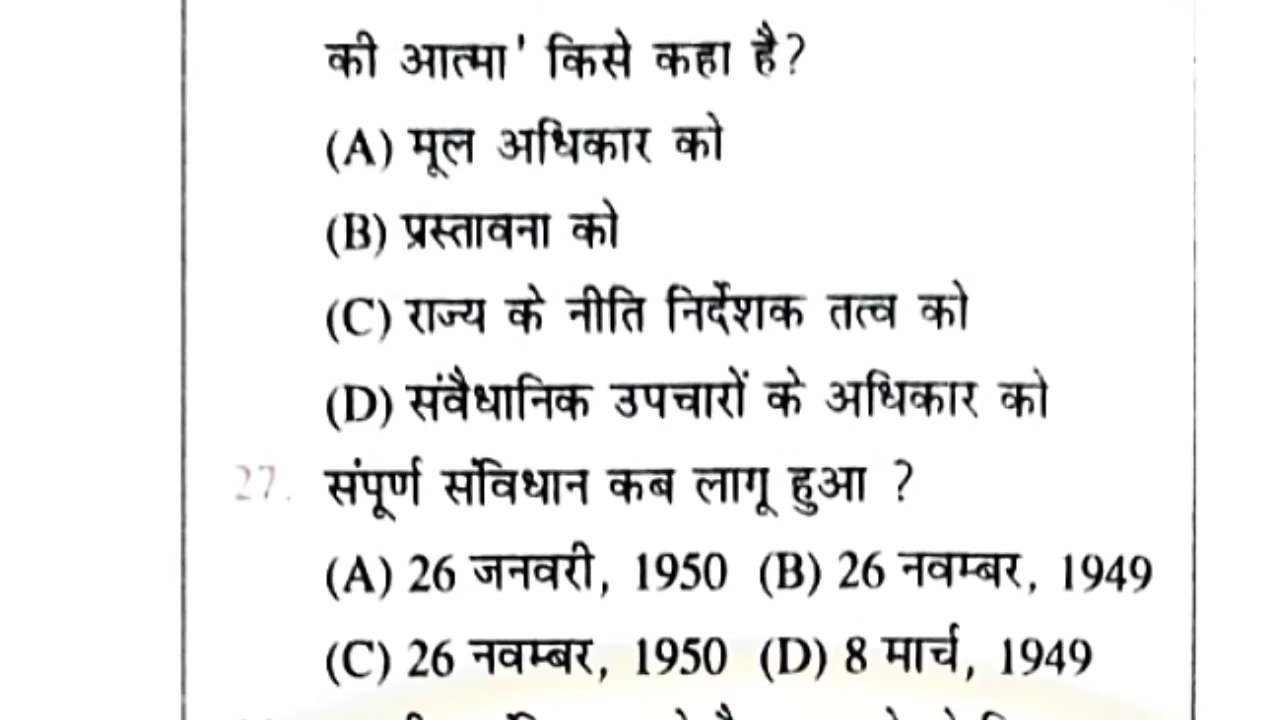 की आत्मा' किसे कहा है?
(A) मूल अधिकार को
(B) प्रस्तावना को
(C) राज्य के नीति निर्देशक तत्व को
(D) संवैधानिक उपचारों के अधिकार को
27. संपूर्ण संविधान कब लागू हुआ ?
(A) 26 जनवरी, 1950 (B) 26 नवम्बर, 1949
(C) 26 नवम्बर, 1950 (D) 8 मार्च, 1949